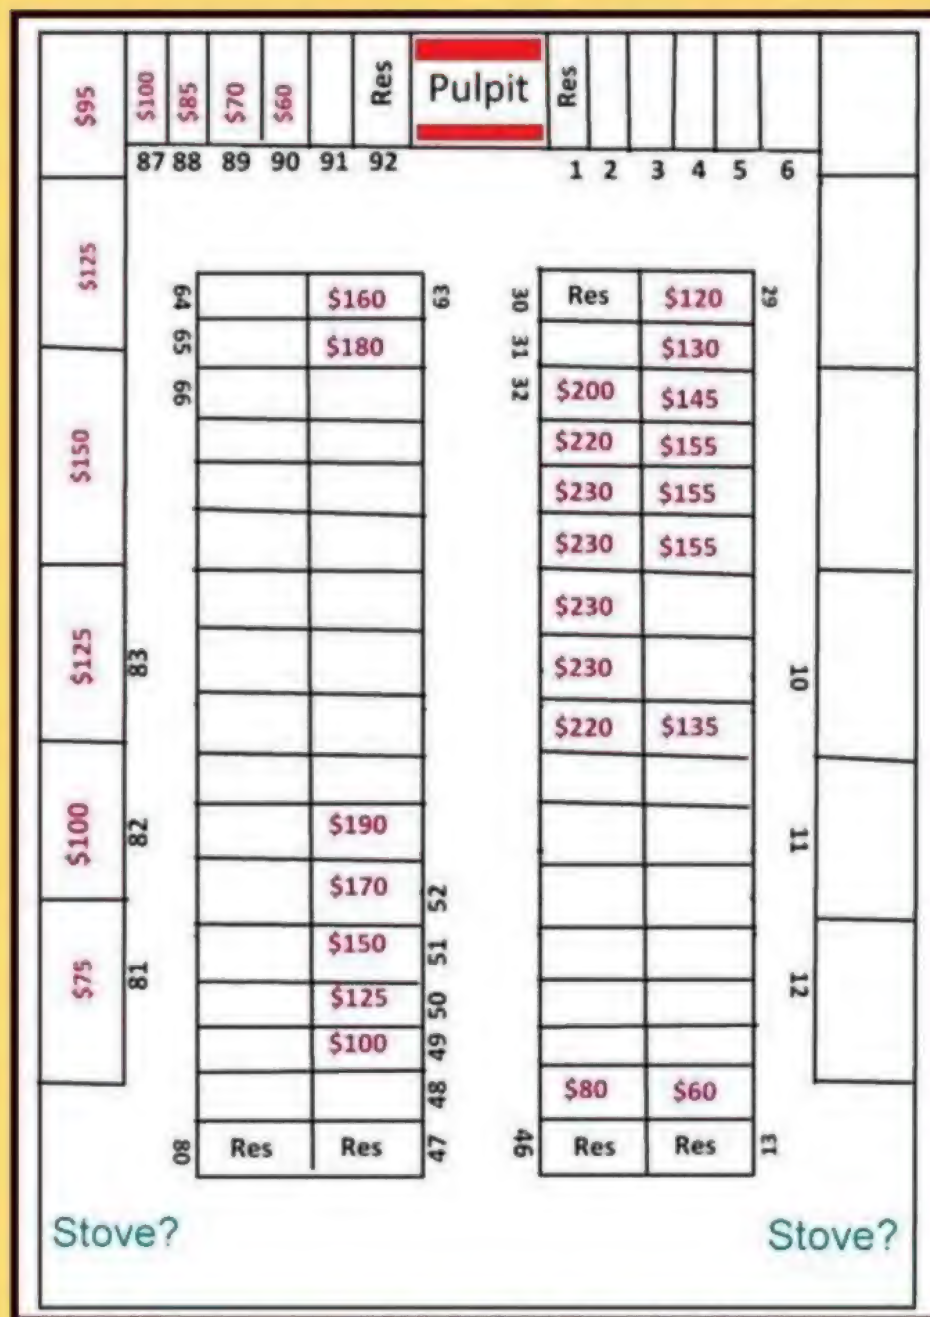 $95 $100 $85 $70 $60 Res Pulpit Res
87 88 89 90 91 92 1 2 3 4 5 6
$125
64 $160 63 30 Res $120 29
65 $180 31 $130
66 32 $200 $145
$150 $220 $155
$230 $155
$230 $155
$230
$125 83 $230 10
$220 $135
$100 82 $190 11
$170 52
$75 81 $150 51 12
$125 50
$100 49
48 $80 $60
80 Res Res 47 46 Res Res 13
Stove? Stove?